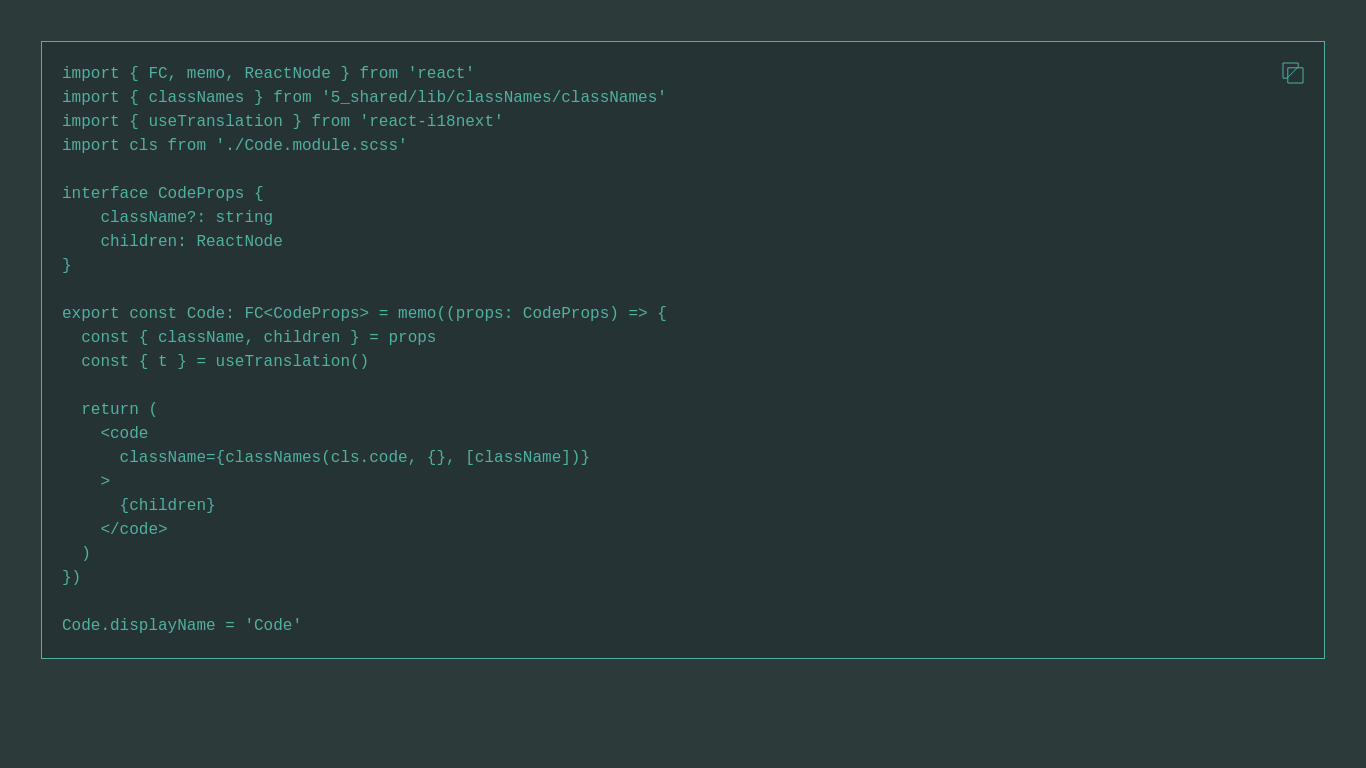 import { FC, memo, ReactNode } from 'react'
import { classNames } from '5_shared/lib/classNames/classNames'
import { useTranslation } from 'react-i18next'
import cls from './Code.module.scss'

interface CodeProps {
    className?: string
    children: ReactNode
}

export const Code: FC<CodeProps> = memo((props: CodeProps) => {
  const { className, children } = props
  const { t } = useTranslation()

  return (
    <code
      className={classNames(cls.code, {}, [className])}
    >
      {children}
    </code>
  )
})

Code.displayName = 'Code'